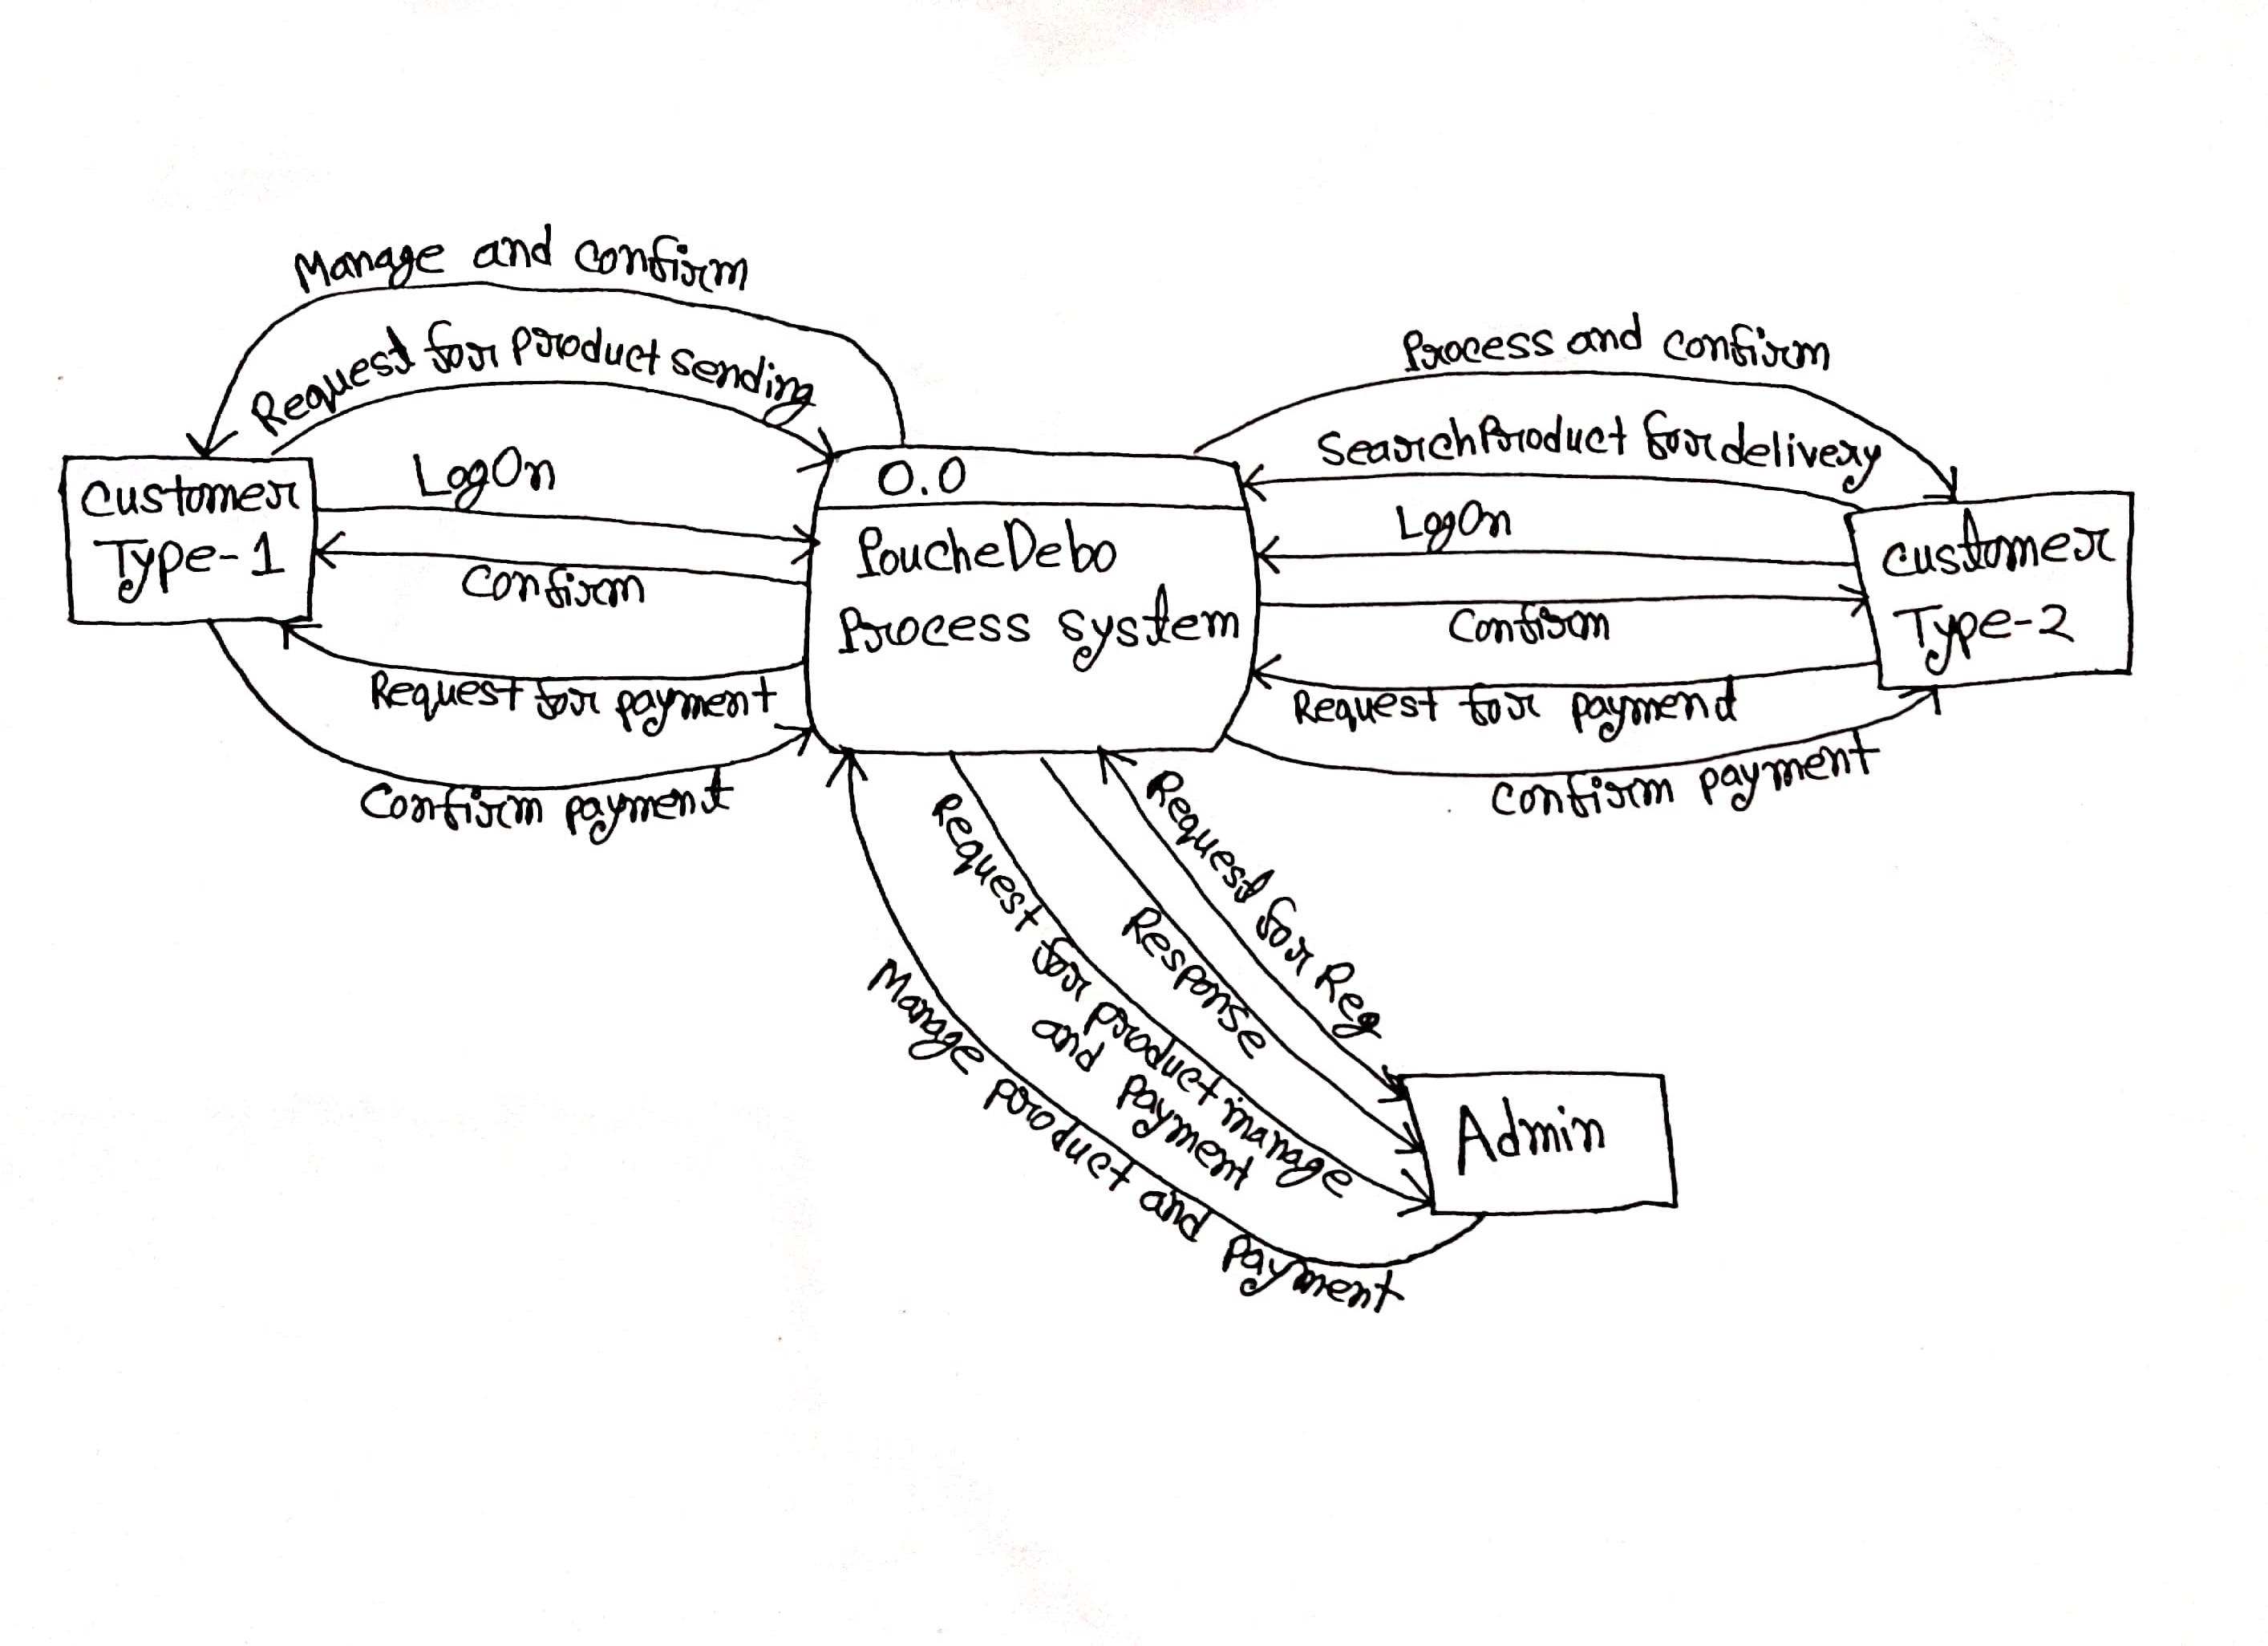 Manage and confirm
Request for product sending
LogOn
Customer
Type-1
Confirm
Request for payment
Confirm payment
0.0
PoucheDebo
Process system
Process and confirm
SearchProduct for delivery
LogOn
Customer
Type-2
Confirm
Request for payment
Confirm payment
Request for Reg
Response
Request for product manage
and payment
Manage product and payment
Admin